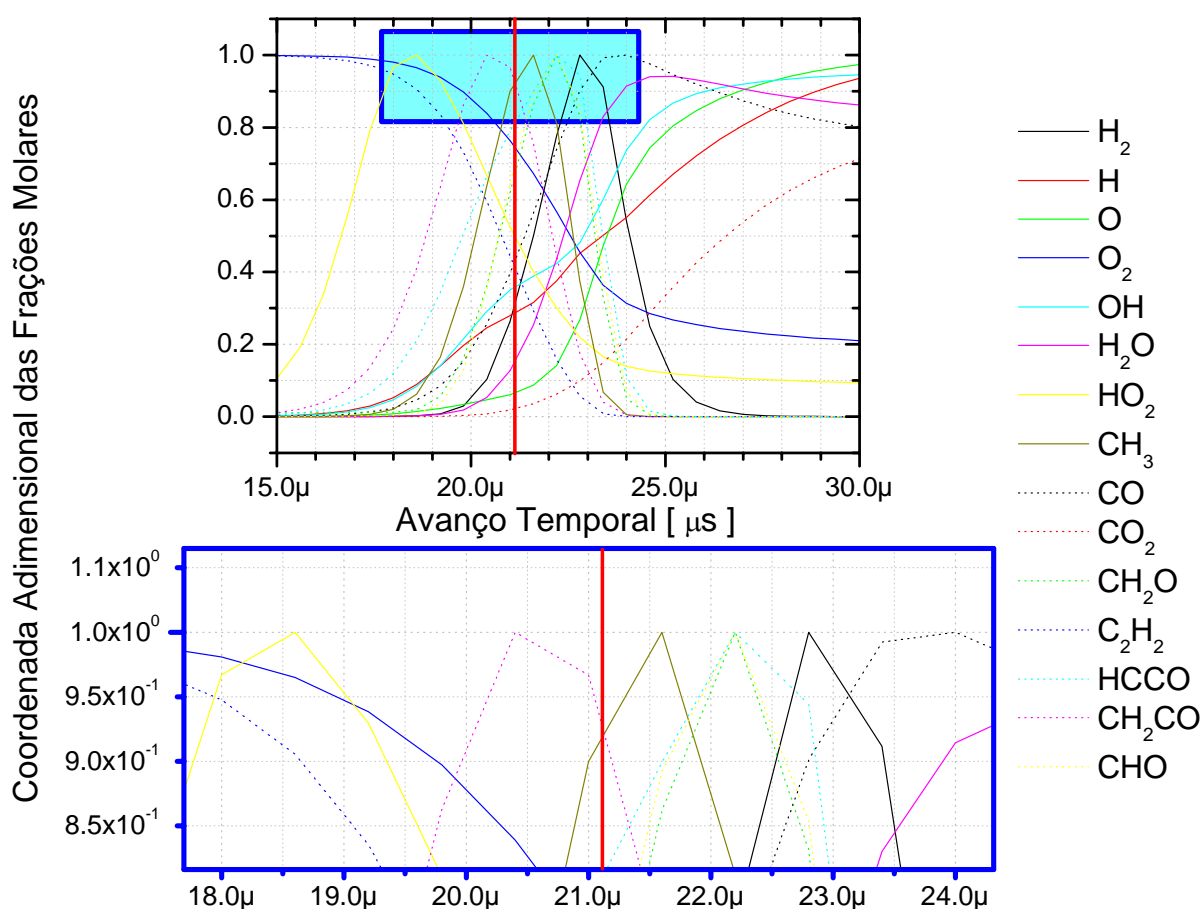 Coordenada Adimensional das Frações Molares
1.0
0.8
0.6
0.4
0.2
0.0
15.0µ 20.0µ 25.0µ 30.0µ
Avanço Temporal [ µs ]
1.1x10⁰
1.0x10⁰
9.5x10⁻¹
9.0x10⁻¹
8.5x10⁻¹
18.0µ 19.0µ 20.0µ 21.0µ 22.0µ 23.0µ 24.0µ
H₂
H
O
O₂
OH
H₂O
HO₂
CH₃
CO
CO₂
CH₂O
C₂H₂
HCCO
CH₂CO
CHO